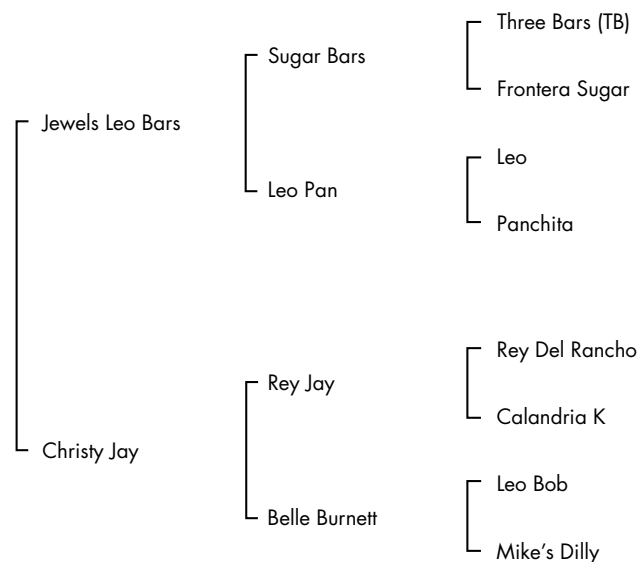 Three Bars (TB)
Sugar Bars
Frontera Sugar
Jewels Leo Bars
Leo
Leo Pan
Panchita
Rey Del Rancho
Rey Jay
Calandria K
Christy Jay
Leo Bob
Belle Burnett
Mike's Dilly